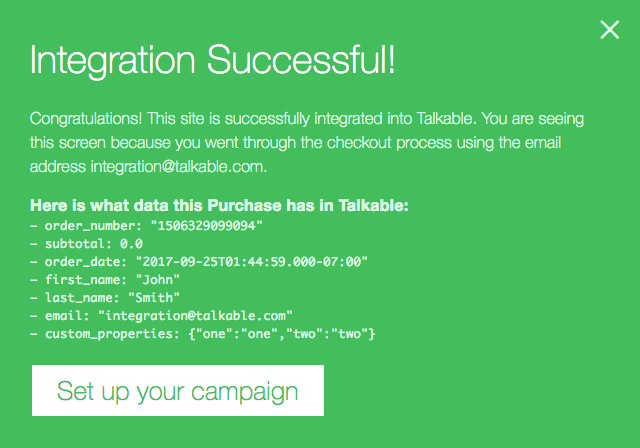 Integration Successful!
Congratulations! This site is successfully integrated into Talkable. You are seeing
this screen because you went through the checkout process using the email
address integration@talkable.com.
Here is what data this Purchase has in Talkable:
- order_number: "1506329099094"
- subtotal: 0.0
- order_date: "2017-09-25T01:44:59.000-07:00"
- first_name: "John"
- last_name: "Smith"
- email: "integration@talkable.com"
- custom_properties: {"one":"one","two":"two"}
Set up your campaign